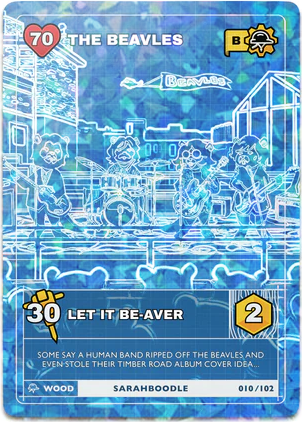 70 THE BEAVLES B
BEAVLES
30 LET IT BE-AVER 2
SOME SAY A HUMAN BAND RIPPED OFF THE BEAVLES AND
EVEN STOLE THEIR TIMBER ROAD ALBUM COVER IDEA...
WOOD SARAHBOODLE 010/102